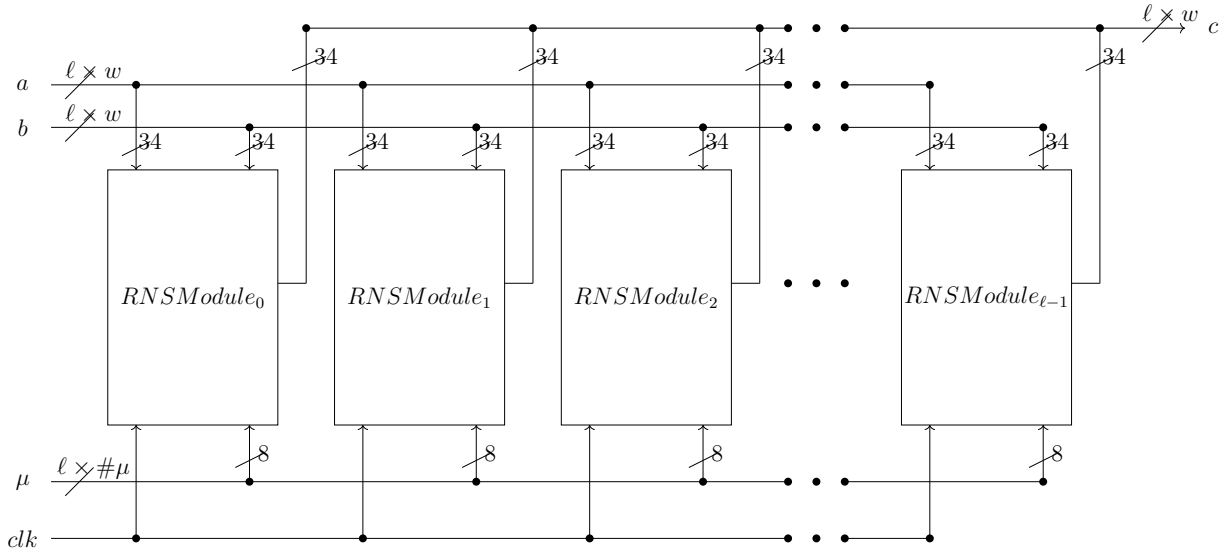 ℓ × w c
34 34 34 34
a ℓ × w
b ℓ × w
34 34 34 34 34 34 34 34
RNSModule₀ RNSModule₁ RNSModule₂ RNSModuleℓ₋₁
8 8 8 8
μ ℓ × #μ
clk